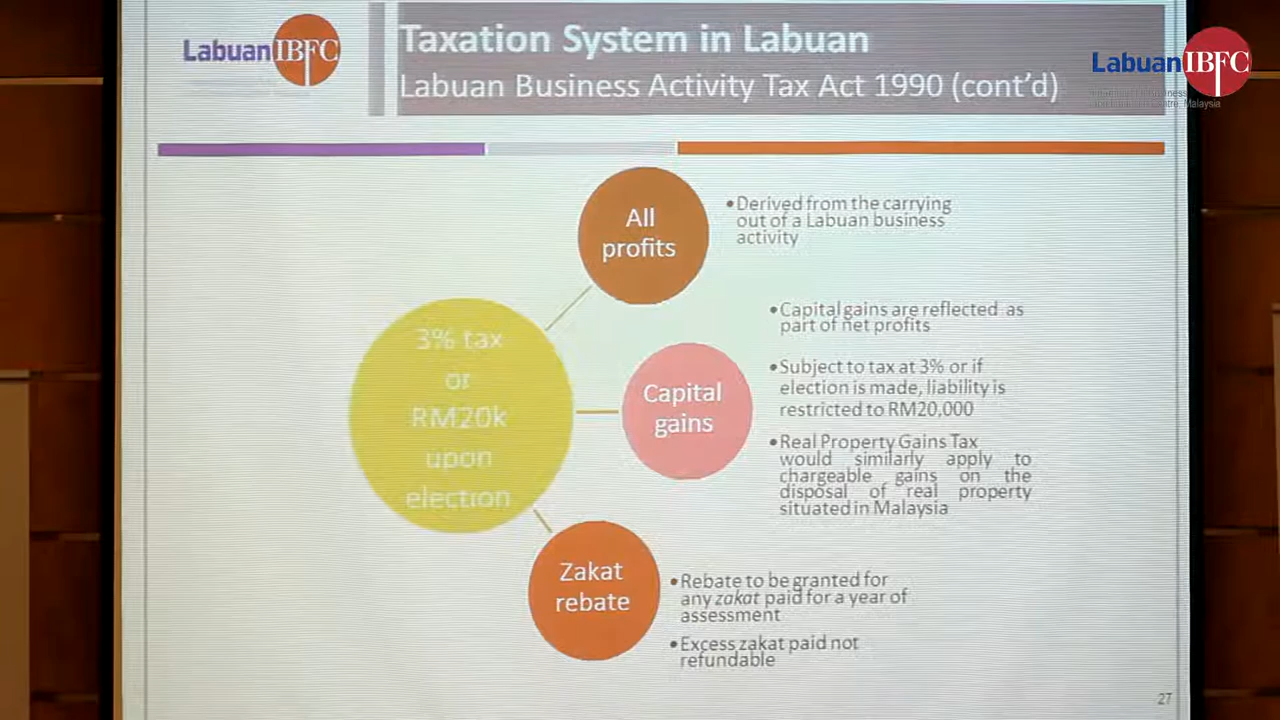 LabuanIBFC
Taxation System in Labuan
Labuan Business Activity Tax Act 1990 (cont'd)
LabuanIBFC
Malaysia
All
profits
•Derived from the carrying
out of a Labuan business
activity
3% tax
or
RM20k
upon
election
Capital
gains
•Capital gains are reflected as
part of net profits
•Subject to tax at 3% or if
election is made, liability is
restricted to RM20,000
•Real Property Gains Tax
would similarly apply to
chargeable gains on the
disposal of real property
situated in Malaysia
Zakat
rebate
•Rebate to be granted for
any zakat paid for a year of
assessment
•Excess zakat paid not
refundable
27